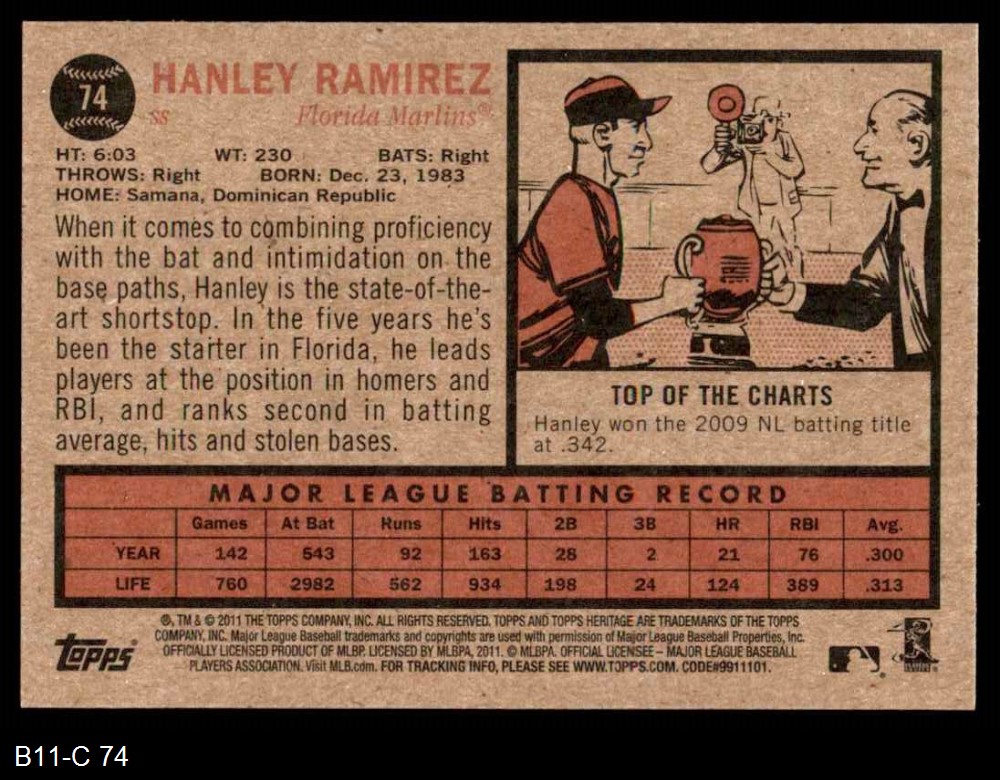 74
HANLEY RAMIREZ
SS Florida Marlins®
HT: 6:03 WT: 230 BATS: Right
THROWS: Right BORN: Dec. 23, 1983
HOME: Samana, Dominican Republic
When it comes to combining proficiency
with the bat and intimidation on the
base paths, Hanley is the state-of-the-
art shortstop. In the five years he's
been the starter in Florida, he leads
players at the position in homers and
RBI, and ranks second in batting
average, hits and stolen bases.
TOP OF THE CHARTS
Hanley won the 2009 NL batting title
at .342.
MAJOR LEAGUE BATTING RECORD
Games At Bat Runs Hits 2B 3B HR RBI Avg.
YEAR 142 543 92 163 28 2 21 76 .300
LIFE 760 2982 562 934 198 24 124 389 .313
®, TM & © 2011 THE TOPPS COMPANY, INC. ALL RIGHTS RESERVED. TOPPS AND TOPPS HERITAGE ARE TRADEMARKS OF THE TOPPS
COMPANY, INC. Major League Baseball trademarks and copyrights are used with permission of Major League Baseball Properties, Inc.
OFFICIALLY LICENSED PRODUCT OF MLBP. LICENSED BY MLBPA, 2011. © MLBPA. OFFICIAL LICENSEE – MAJOR LEAGUE BASEBALL
PLAYERS ASSOCIATION. Visit MLB.com. FOR TRACKING INFO, PLEASE SEE WWW.TOPPS.COM. CODE#9911101.
Topps
B11-C 74